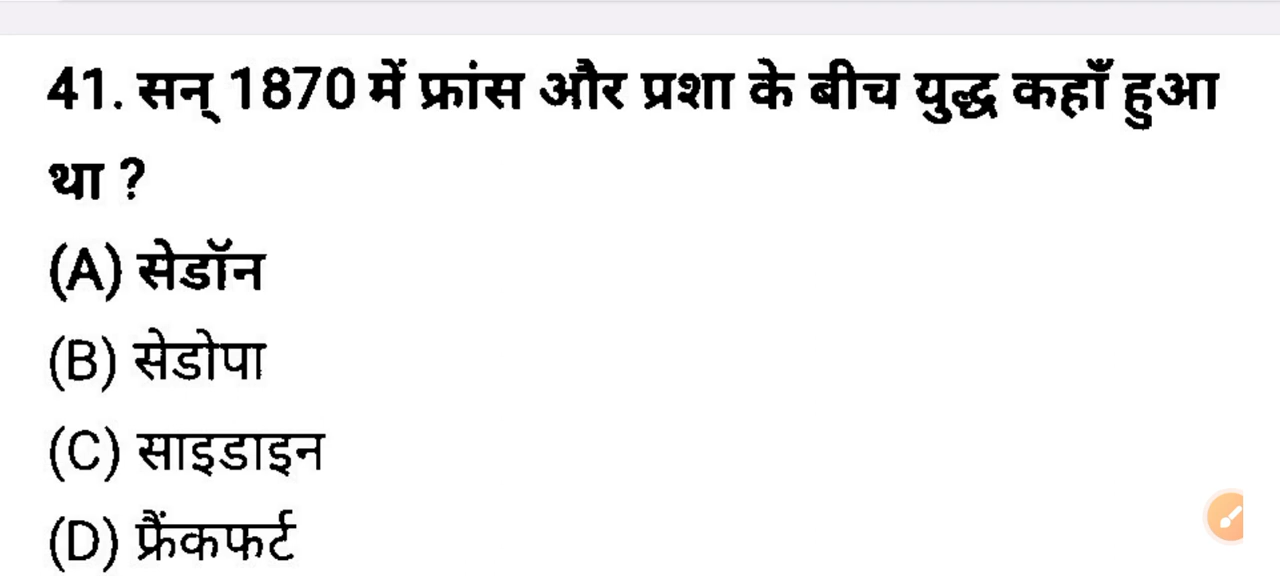 41. सन् 1870 में फ्रांस और प्रशा के बीच युद्ध कहाँ हुआ
था ?
(A) सेडॉन
(B) सेडोपा
(C) साइडाइन
(D) फ्रैंकफर्ट